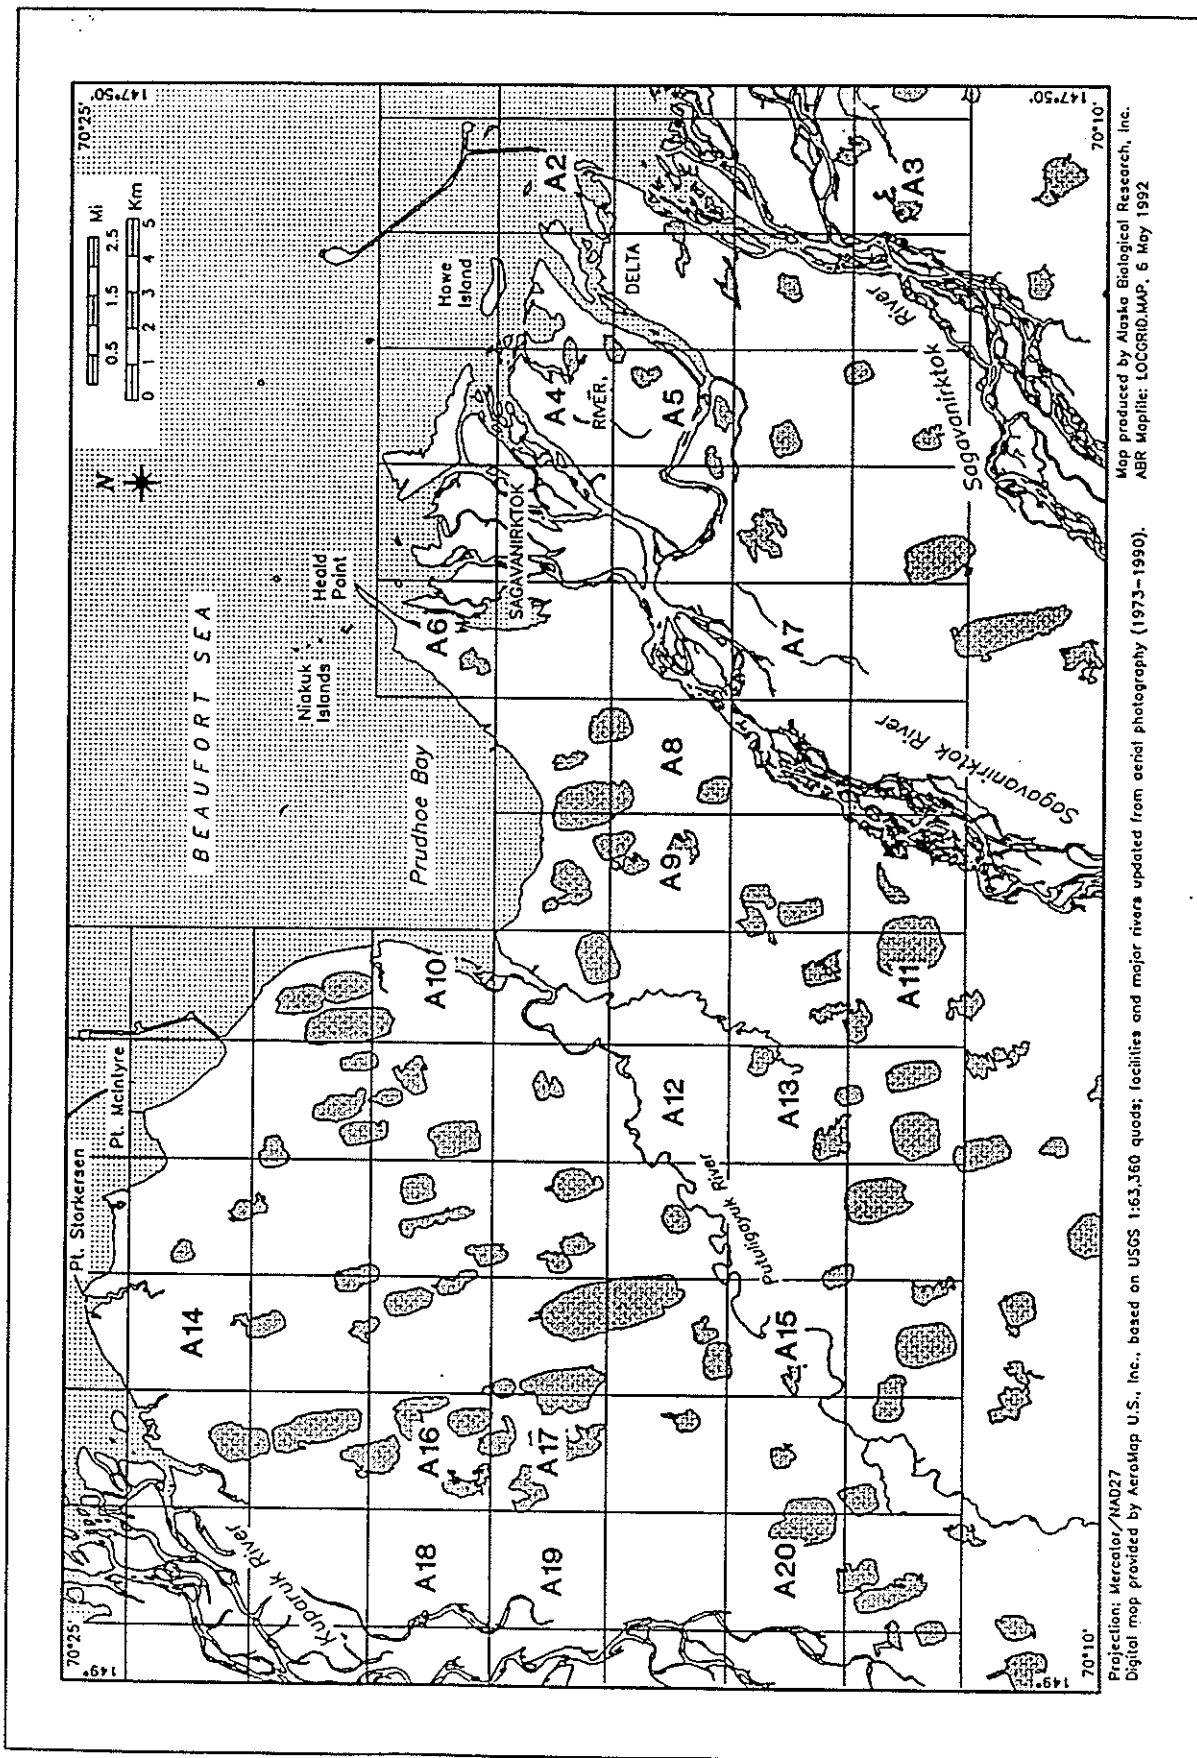 70°25'
149°
70°25'
147°50'
Pt. Storkersen
Pt. McIntyre
BEAUFORT SEA
Niakuk
Islands
Heald
Point
N
Mi
0.5
1.5
2.5
Km
0
1
2
3
4
5
Howe
Island
Prudhoe Bay
Kuparuk River
A14
A10
A6
A4
A2
SAGAVANIRKTOK
RIVER
DELTA
A18
A16
A19
A17
A12
A9
A8
A5
Putuligayuk River
A20
A15
A13
A11
A7
A3
Sagavanirktok River
Sagavanirktok
River
149°
70°10'
147°50'
70°10'
Projection: Mercator/NAD27
Digital map provided by AeroMap U.S., Inc., based on USGS 1:63,360 quads; facilities and major rivers updated from aerial photography (1973–1990).
Map produced by Alaska Biological Research, Inc.
ABR Mapfile: LOCGRID.MAP, 6 May 1992